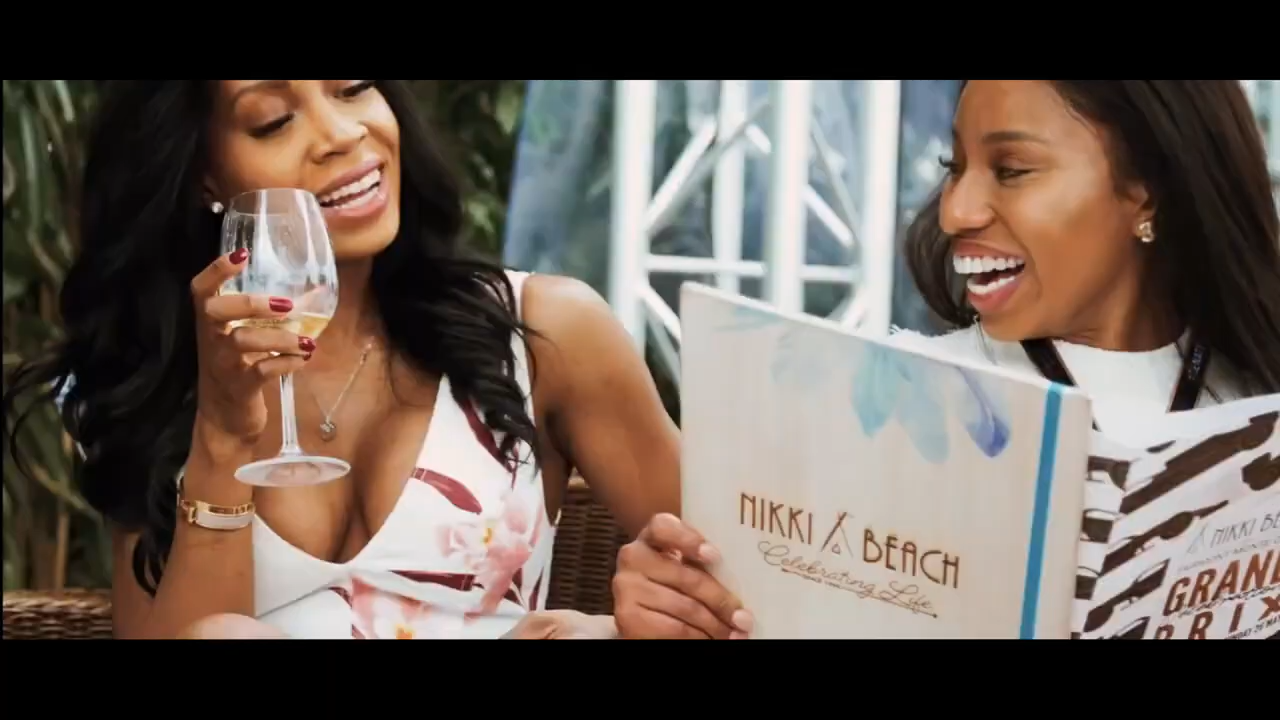 NIKKI BEACH
Celebrating Life
NIKKI BE
GRAND
PRIX